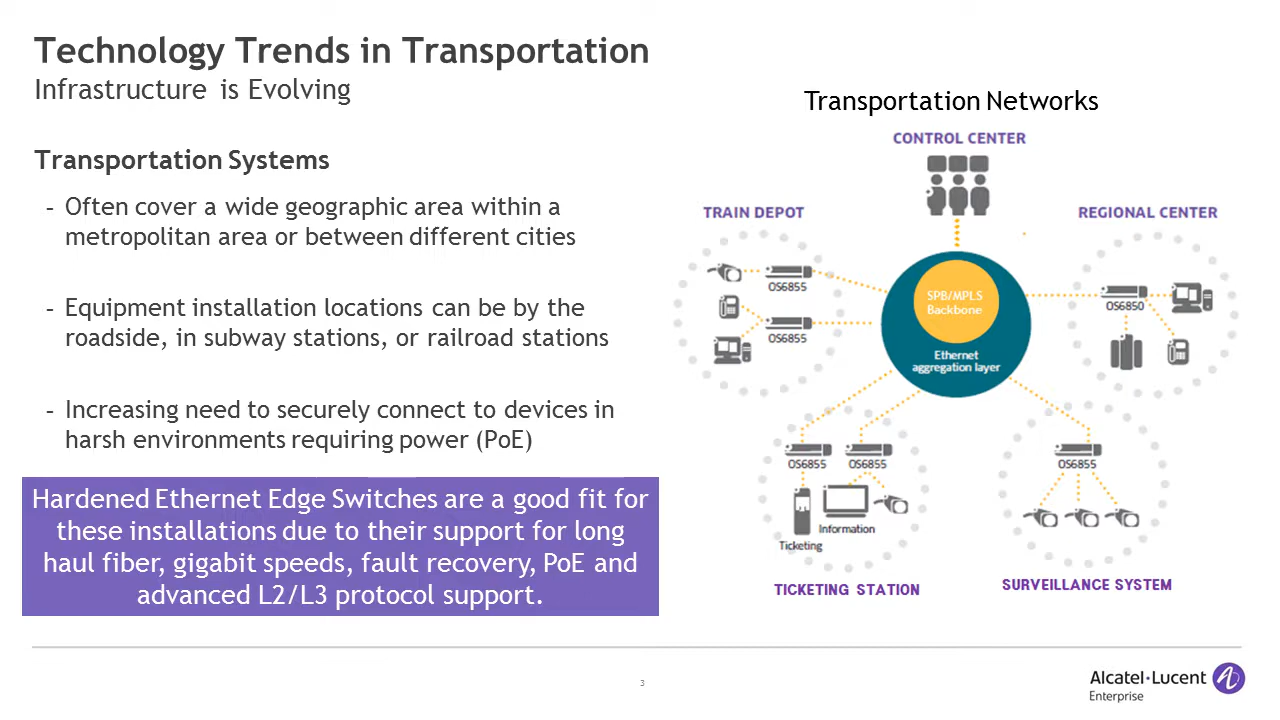 Technology Trends in Transportation
Infrastructure is Evolving
Transportation Systems
- Often cover a wide geographic area within a
metropolitan area or between different cities
- Equipment installation locations can be by the
roadside, in subway stations, or railroad stations
- Increasing need to securely connect to devices in
harsh environments requiring power (PoE)
Hardened Ethernet Edge Switches are a good fit for
these installations due to their support for long
haul fiber, gigabit speeds, fault recovery, PoE and
advanced L2/L3 protocol support.
Transportation Networks
CONTROL CENTER
TRAIN DEPOT
OS6855
OS6855
SPB/MPLS
Backbone
Ethernet
aggregation layer
REGIONAL CENTER
OS6850
OS6855
OS6855
Ticketing
Information
TICKETING STATION
OS6855
SURVEILLANCE SYSTEM
3
Alcatel·Lucent
Enterprise